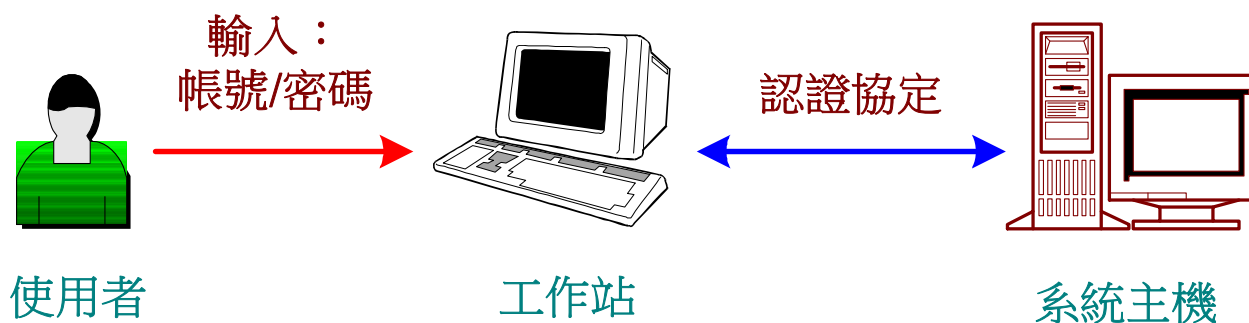 輸入：
帳號/密碼
認證協定
使用者
工作站
系統主機